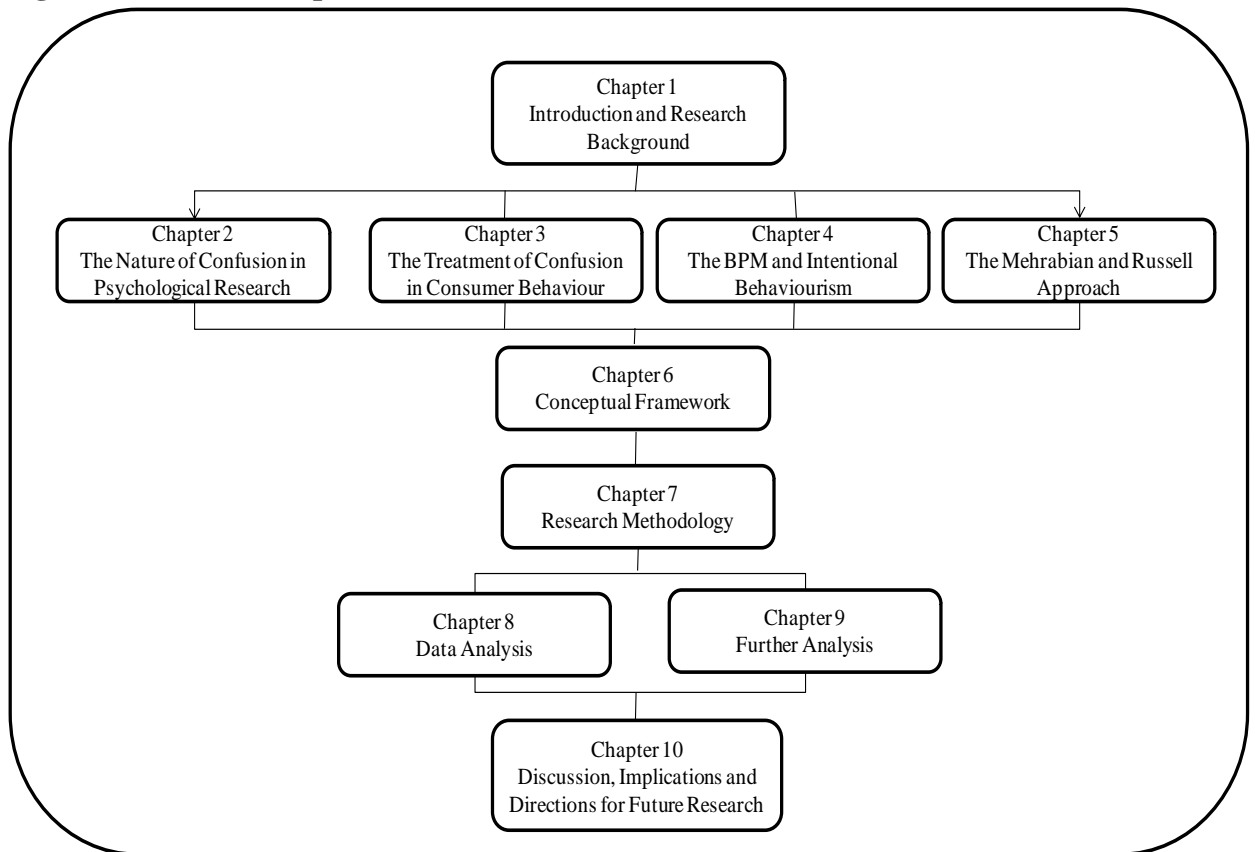 Chapter 1
Introduction and Research
Background
Chapter 2
The Nature of Confusion in
Psychological Research
Chapter 3
The Treatment of Confusion
in Consumer Behaviour
Chapter 4
The BPM and Intentional
Behaviourism
Chapter 5
The Mehrabian and Russell
Approach
Chapter 6
Conceptual Framework
Chapter 7
Research Methodology
Chapter 8
Data Analysis
Chapter 9
Further Analysis
Chapter 10
Discussion, Implications and
Directions for Future Research